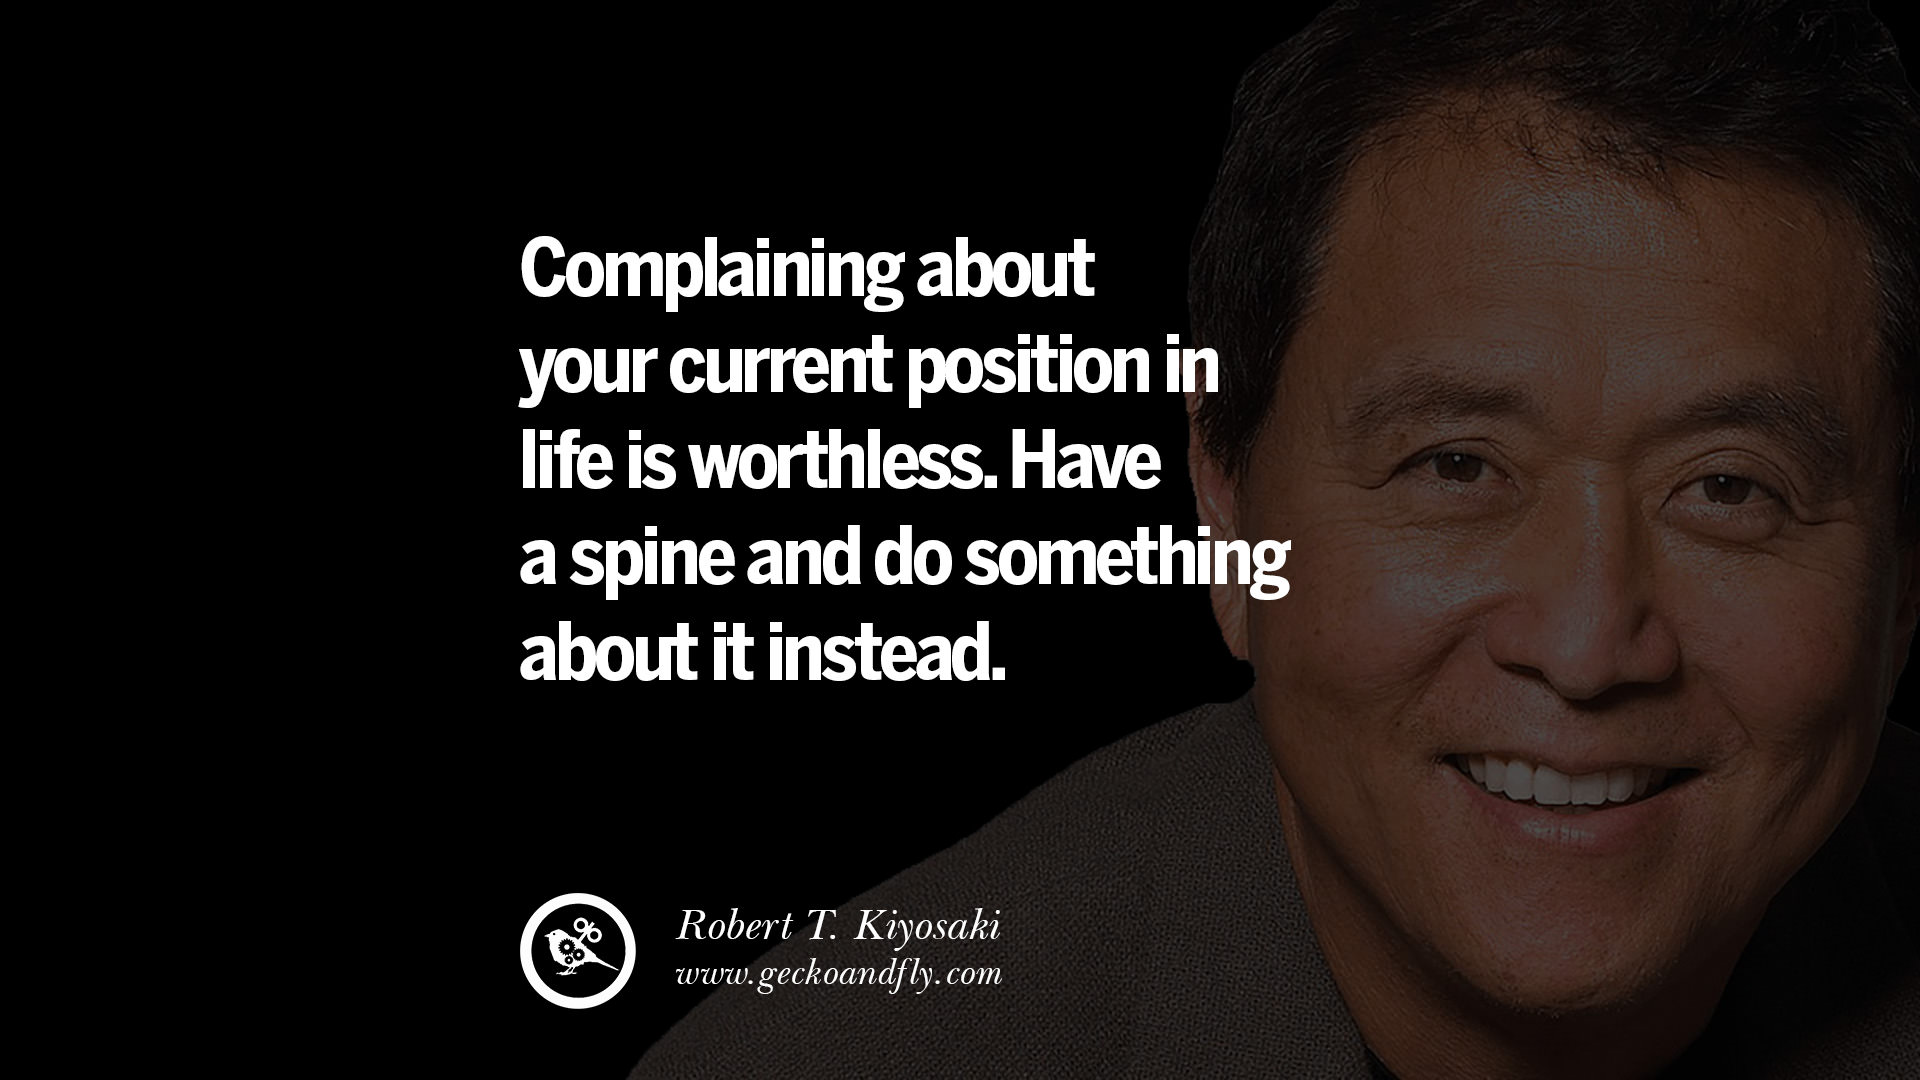 Complaining about
your current position in
life is worthless. Have
a spine and do something
about it instead.
Robert T. Kiyosaki
www.geckoandfly.com